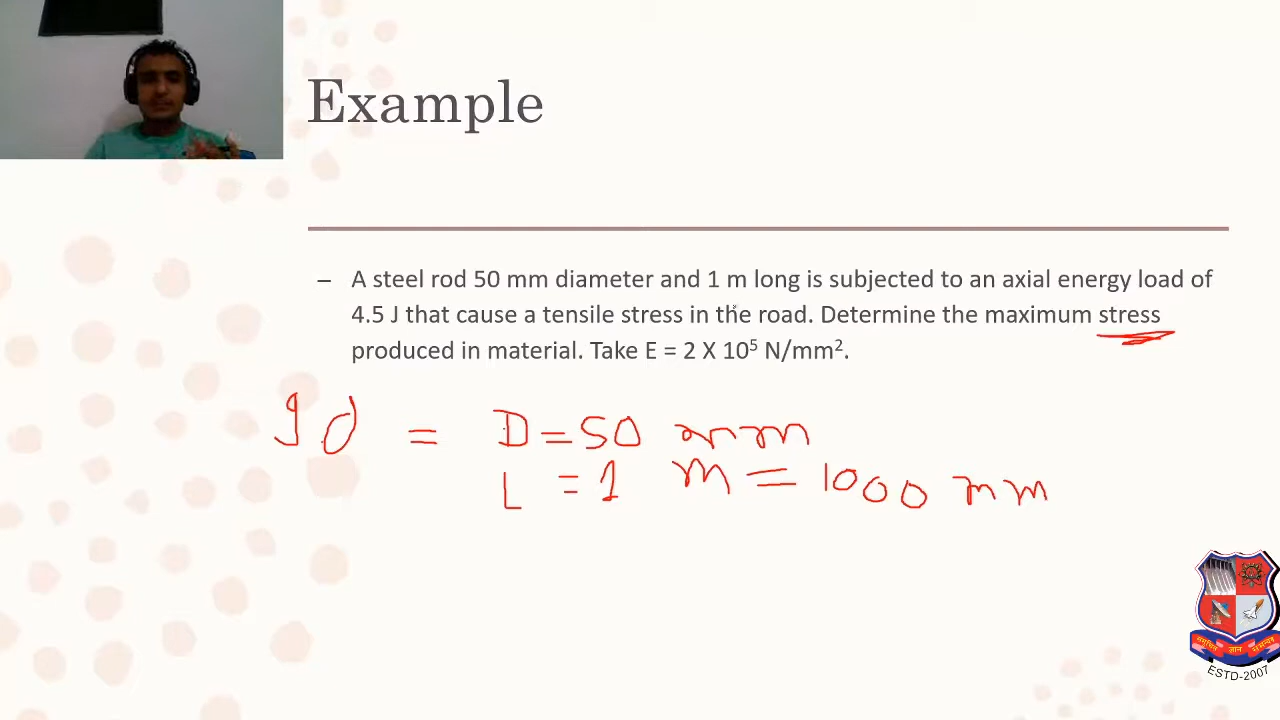 Example
– A steel rod 50 mm diameter and 1 m long is subjected to an axial energy load of
4.5 J that cause a tensile stress in the road. Determine the maximum stress
produced in material. Take E = 2 X 10⁵ N/mm².
= D = 50 mm
L = 1 m = 1000 mm
ESTD-2007